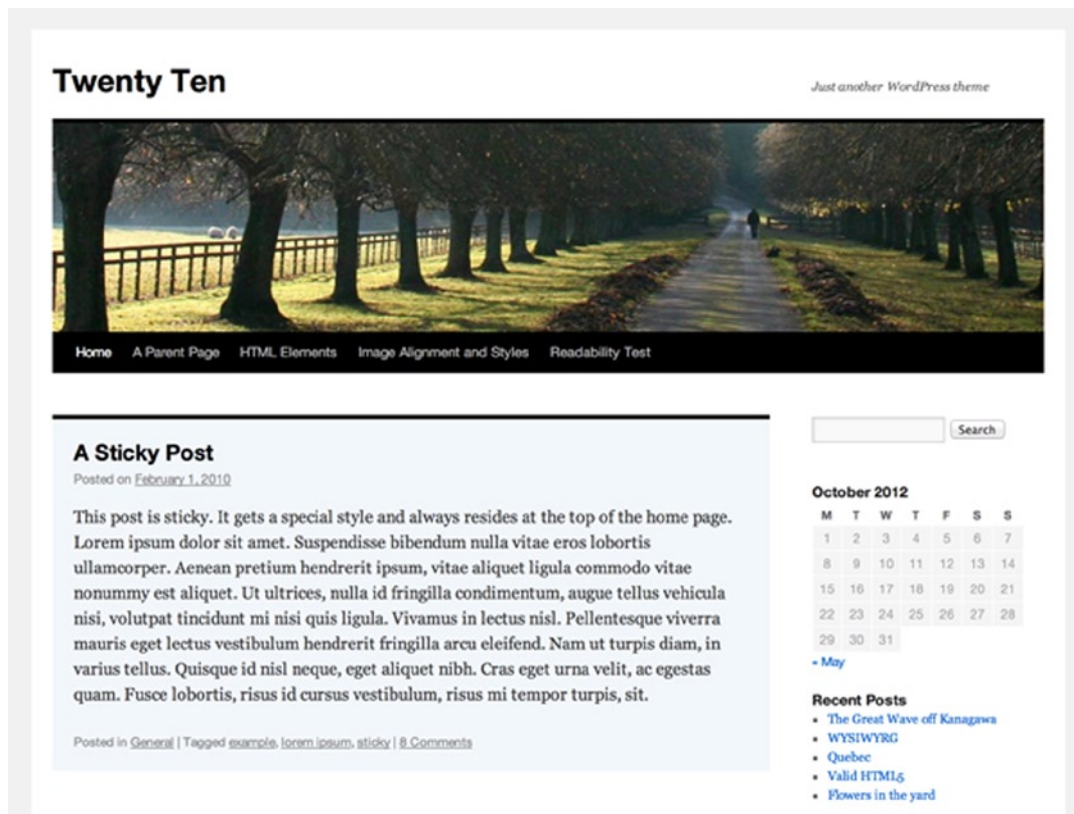 Twenty Ten
Just another WordPress theme
Home A Parent Page HTML Elements Image Alignment and Styles Readability Test
A Sticky Post
Posted on February 1, 2010
This post is sticky. It gets a special style and always resides at the top of the home page.
Lorem ipsum dolor sit amet. Suspendisse bibendum nulla vitae eros lobortis
ullamcorper. Aenean pretium hendrerit ipsum, vitae aliquet ligula commodo vitae
nonummy est aliquet. Ut ultrices, nulla id fringilla condimentum, augue tellus vehicula
nisi, volutpat tincidunt mi nisi quis ligula. Vivamus in lectus nisl. Pellentesque viverra
mauris eget lectus vestibulum hendrerit fringilla arcu eleifend. Nam ut turpis diam, in
varius tellus. Quisque id nisl neque, eget aliquet nibh. Cras eget urna velit, ac egestas
quam. Fusce lobortis, risus id cursus vestibulum, risus mi tempor turpis, sit.
Posted in General | Tagged example, lorem ipsum, sticky | 8 Comments
Search
October 2012
M T W T F S S
1 2 3 4 5 6 7
8 9 10 11 12 13 14
15 16 17 18 19 20 21
22 23 24 25 26 27 28
29 30 31
« May
Recent Posts
The Great Wave off Kanagawa
WYSIWYRG
Quebec
Valid HTML5
Flowers in the yard